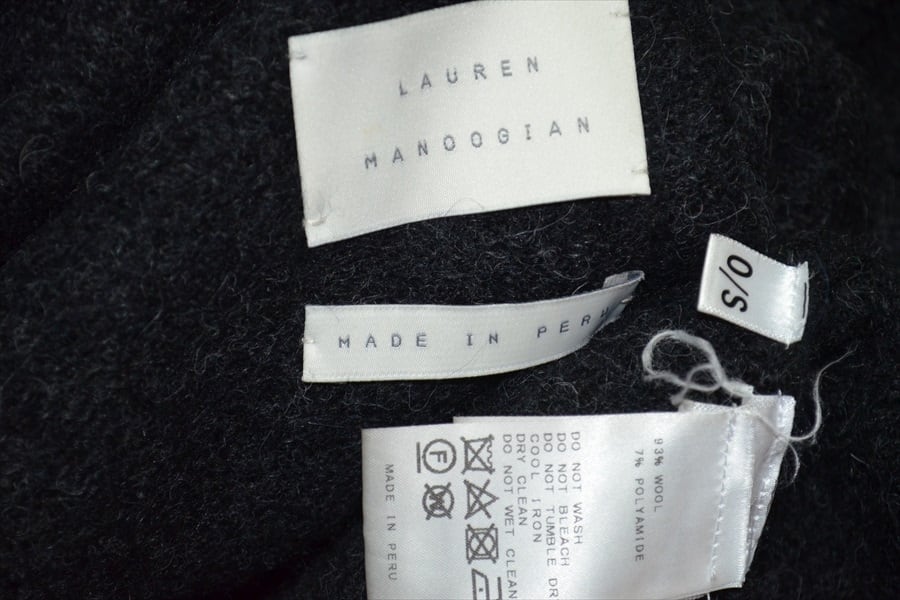 LAUREN
MANOOGIAN
MADE IN PERU
O/S
93% WOOL
7% POLYAMIDE
DO NOT WASH
DO NOT BLEACH
DO NOT TUMBLE DR
COOL IRON
DRY CLEAN
DO NOT WET CLEAN
F
W
MADE IN PERU